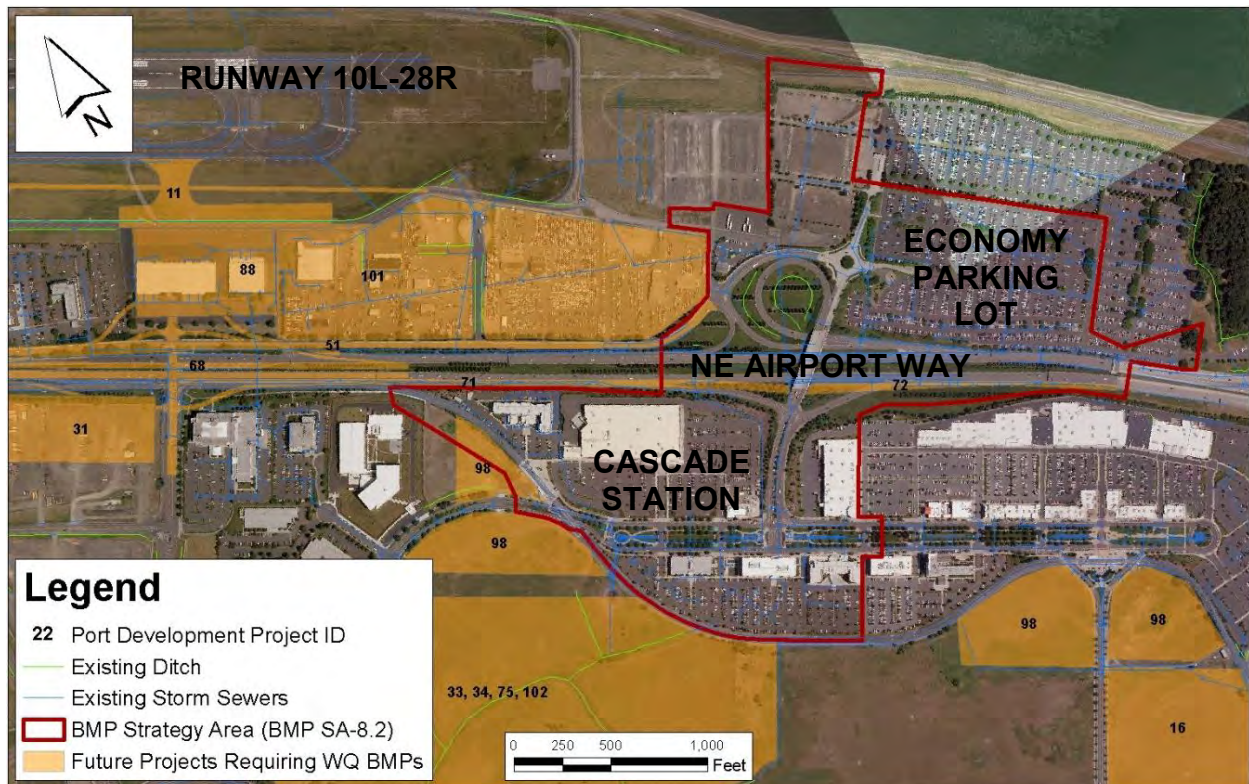 N
RUNWAY 10L-28R
11
88
101
ECONOMY
PARKING
LOT
51
68
NE AIRPORT WAY
71
72
31
98
CASCADE
STATION
98
98
98
33, 34, 75, 102
16
Legend
22 Port Development Project ID
Existing Ditch
Existing Storm Sewers
BMP Strategy Area (BMP SA-8.2)
Future Projects Requiring WQ BMPs
0 250 500 1,000
Feet